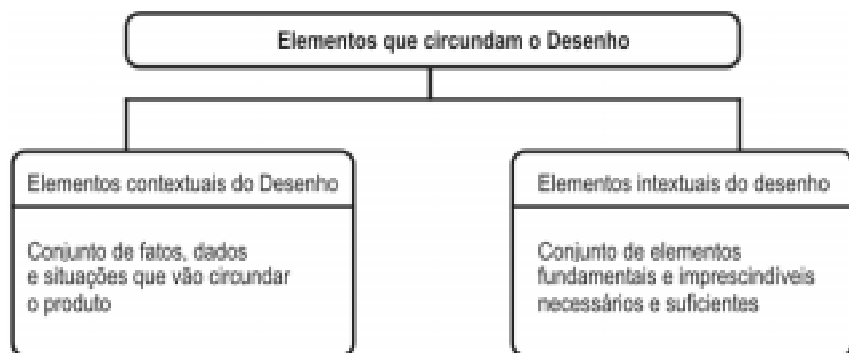 Elementos que circundam o Desenho
Elementos contextuais do Desenho
Conjunto de fatos, dados
e situações que vão circundar
o produto
Elementos intextuais do desenho
Conjunto de elementos
fundamentais e imprescindíveis
necessários e suficientes